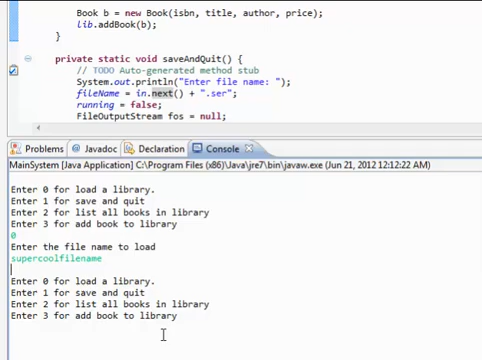 Book b = new Book(isbn, title, author, price);
lib.addBook(b);
}
private static void saveAndQuit() {
// TODO Auto-generated method stub
System.out.println("Enter file name: ");
fileName = in.next() + ".ser";
running = false;
FileOutputStream fos = null;
Problems Javadoc Declaration Console
MainSystem [Java Application] C:\Program Files (x86)\Java\jre7\bin\javaw.exe (Jun 21, 2012 12:12:22 AM)
Enter 0 for load a library.
Enter 1 for save and quit
Enter 2 for list all books in library
Enter 3 for add book to library
0
Enter the file name to load
supercoolfilename
Enter 0 for load a library.
Enter 1 for save and quit
Enter 2 for list all books in library
Enter 3 for add book to library